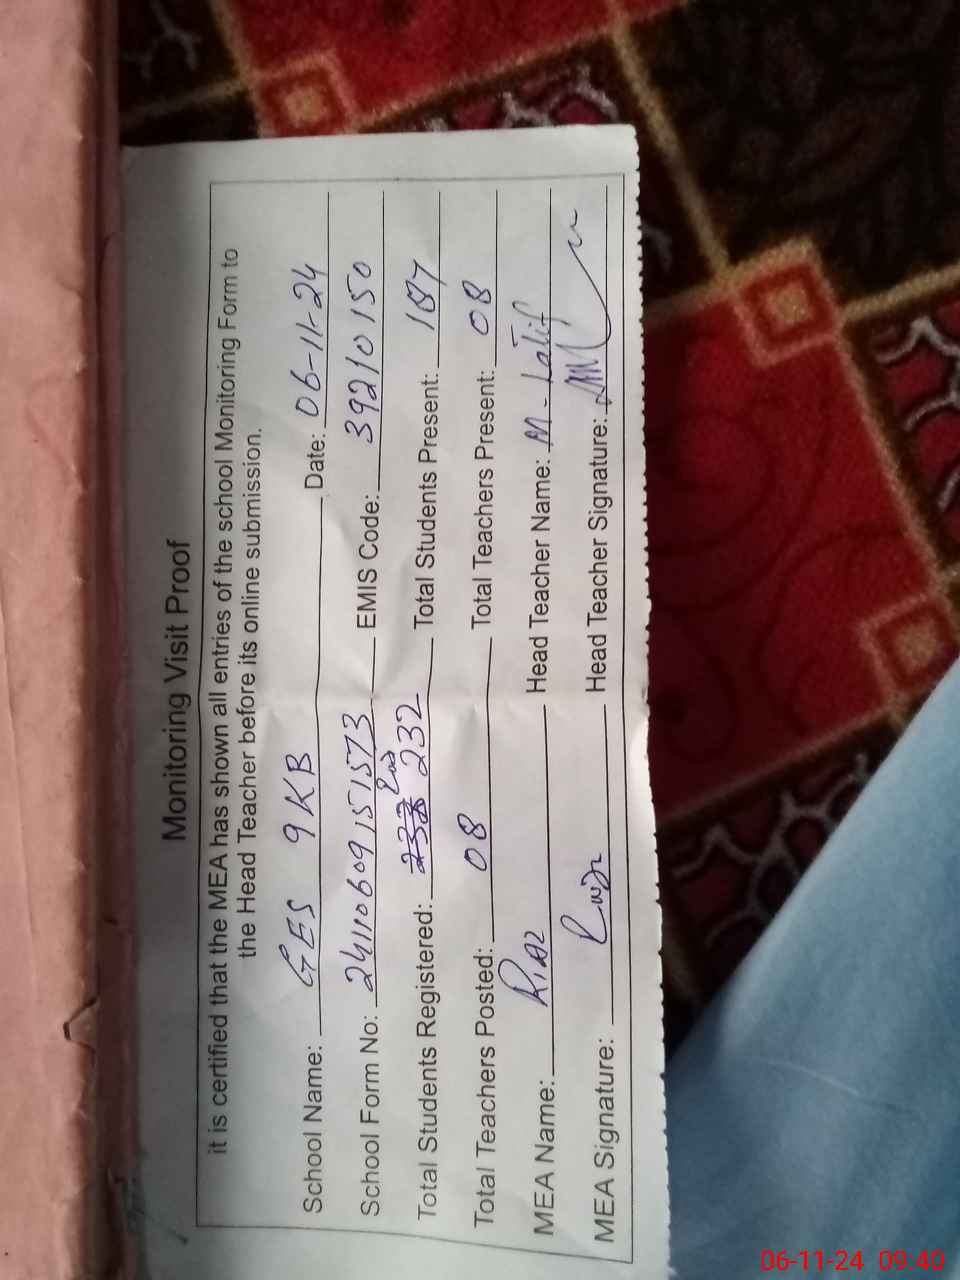 Monitoring Visit Proof
it is certified that the MEA has shown all entries of the school Monitoring Form to
the Head Teacher before its online submission.
School Name: GES 9KB Date: 06-11-24
School Form No: 24110609151573 EMIS Code: 39210150
Total Students Registered: 232 Total Students Present: 187
Total Teachers Posted: 08 Total Teachers Present: 08
MEA Name: Riaz Head Teacher Name: M-Latif
MEA Signature: Head Teacher Signature:
06-11-24 09:40